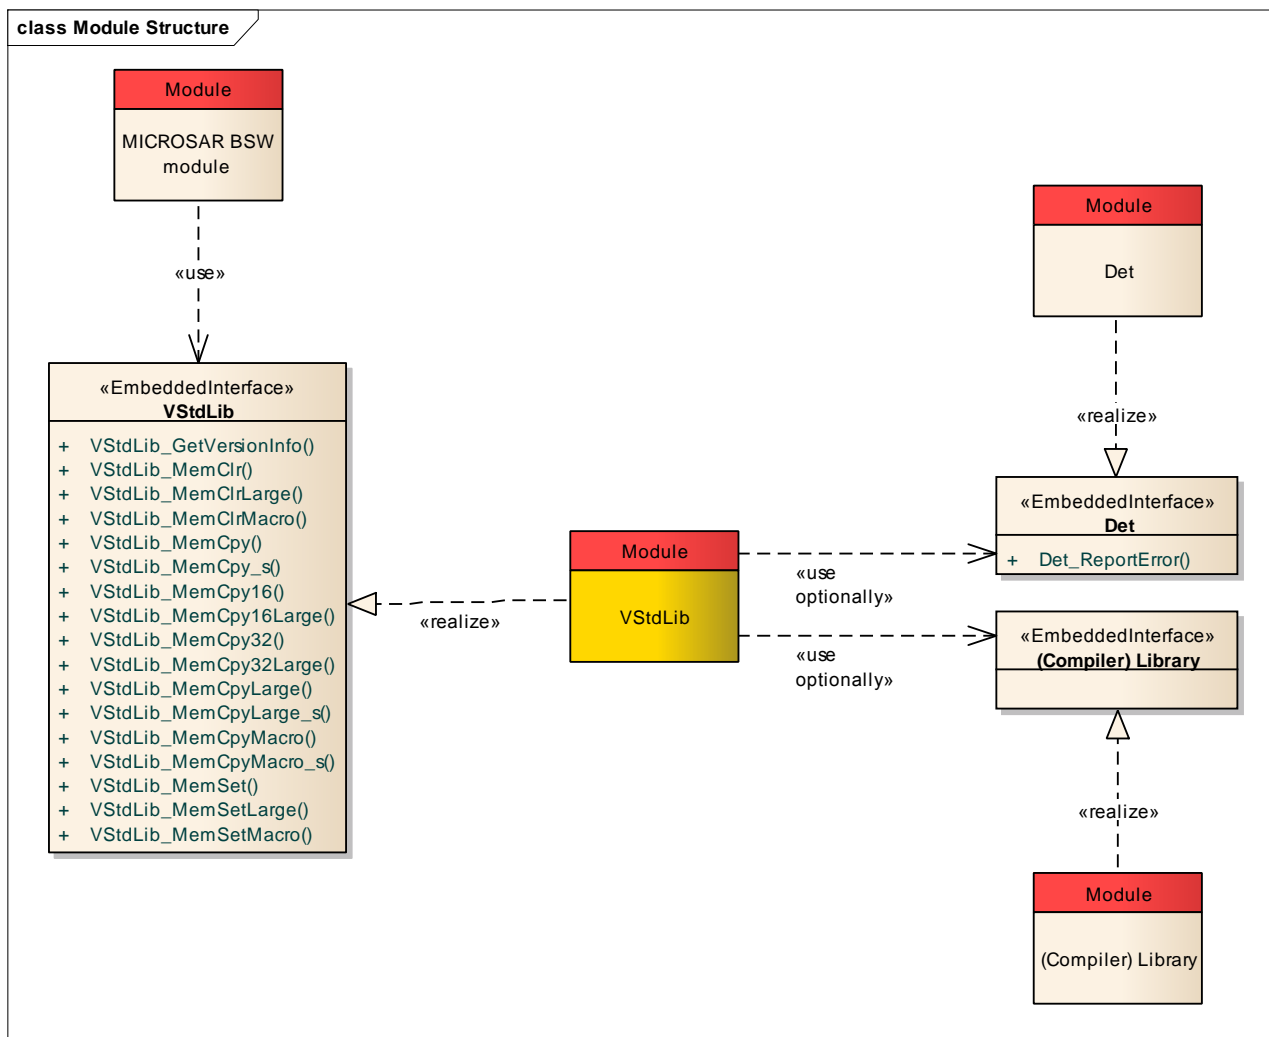 class Module Structure
Module
MICROSAR BSW
module
«use»
«EmbeddedInterface»
VStdLib
+ VStdLib_GetVersionInfo()
+ VStdLib_MemClr()
+ VStdLib_MemClrLarge()
+ VStdLib_MemClrMacro()
+ VStdLib_MemCpy()
+ VStdLib_MemCpy_s()
+ VStdLib_MemCpy16()
+ VStdLib_MemCpy16Large()
+ VStdLib_MemCpy32()
+ VStdLib_MemCpy32Large()
+ VStdLib_MemCpyLarge()
+ VStdLib_MemCpyLarge_s()
+ VStdLib_MemCpyMacro()
+ VStdLib_MemCpyMacro_s()
+ VStdLib_MemSet()
+ VStdLib_MemSetLarge()
+ VStdLib_MemSetMacro()
«realize»
Module
VStdLib
«use
optionally»
«use
optionally»
Module
Det
«realize»
«EmbeddedInterface»
Det
+ Det_ReportError()
«EmbeddedInterface»
(Compiler) Library
«realize»
Module
(Compiler) Library